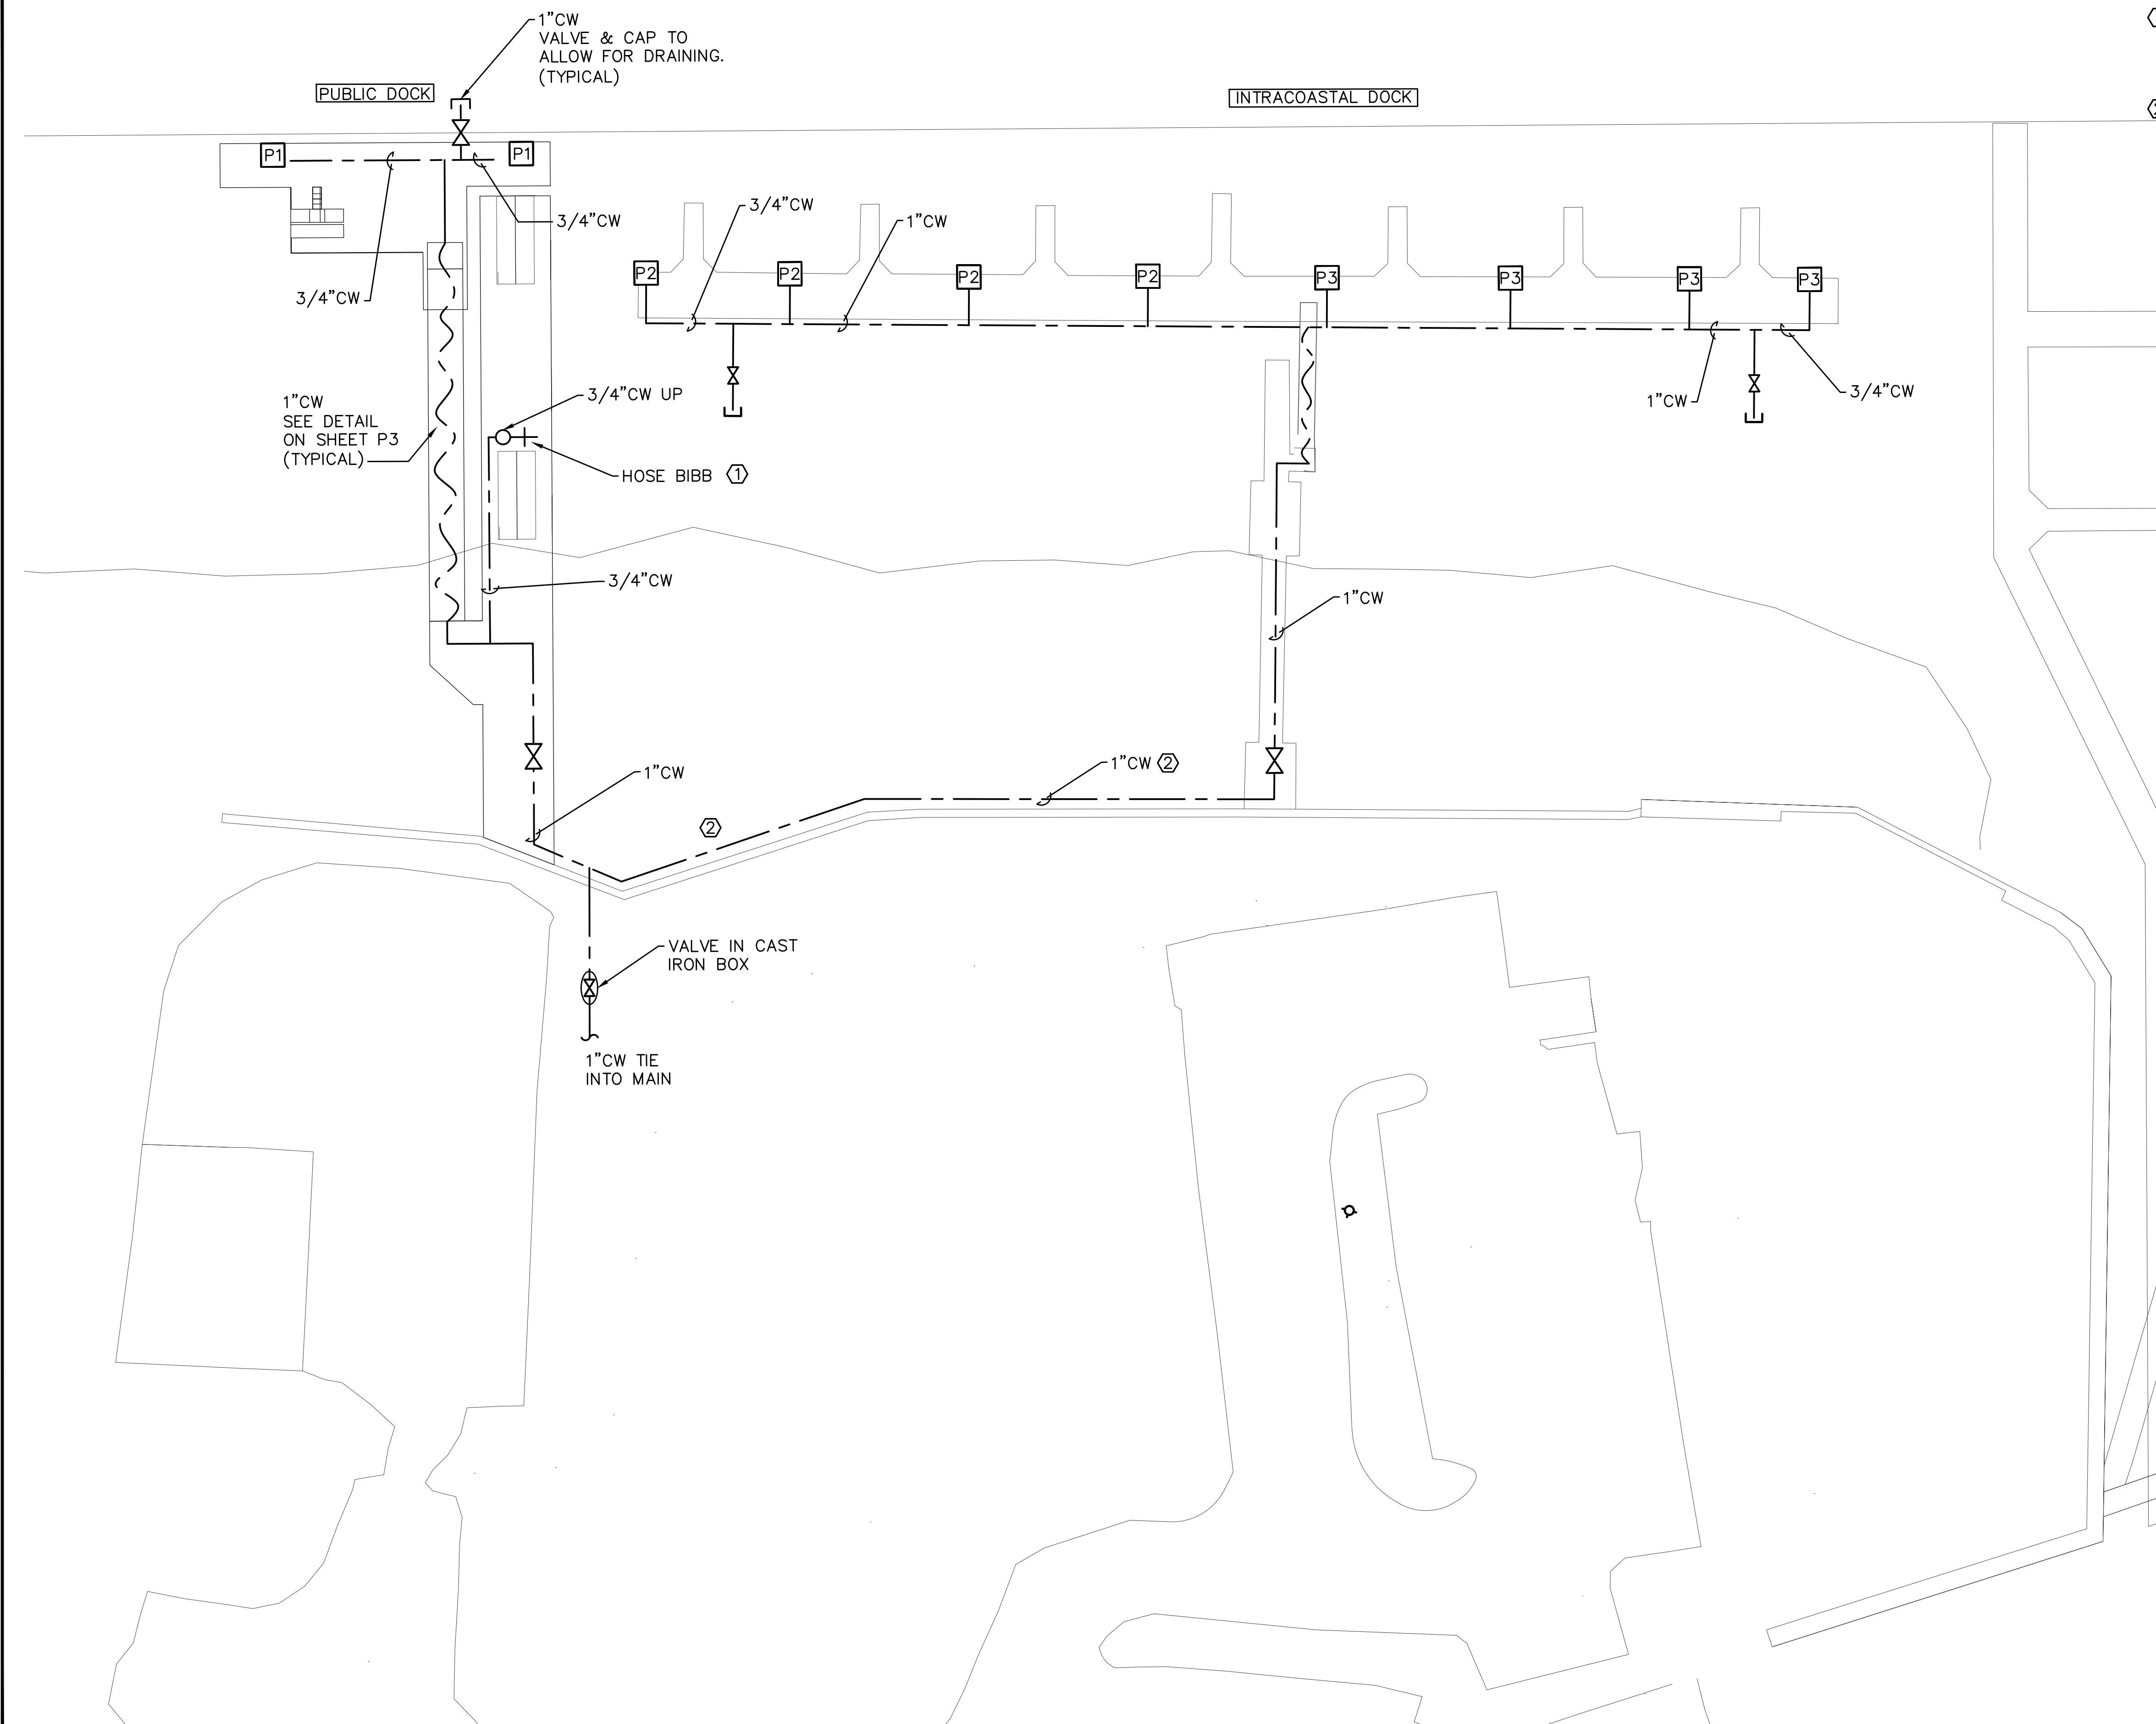 1"CW
VALVE & CAP TO
ALLOW FOR DRAINING.
(TYPICAL)
PUBLIC DOCK
INTRACOASTAL DOCK
P1
P1
3/4"CW
3/4"CW
1"CW
3/4"CW
P2
P2
P2
P2
P3
P3
P3
P3
3/4"CW UP
1"CW
SEE DETAIL
ON SHEET P3
(TYPICAL)
HOSE BIBB 1
1"CW
3/4"CW
3/4"CW
1"CW
1"CW 2
1"CW
2
VALVE IN CAST
IRON BOX
1"CW TIE
INTO MAIN